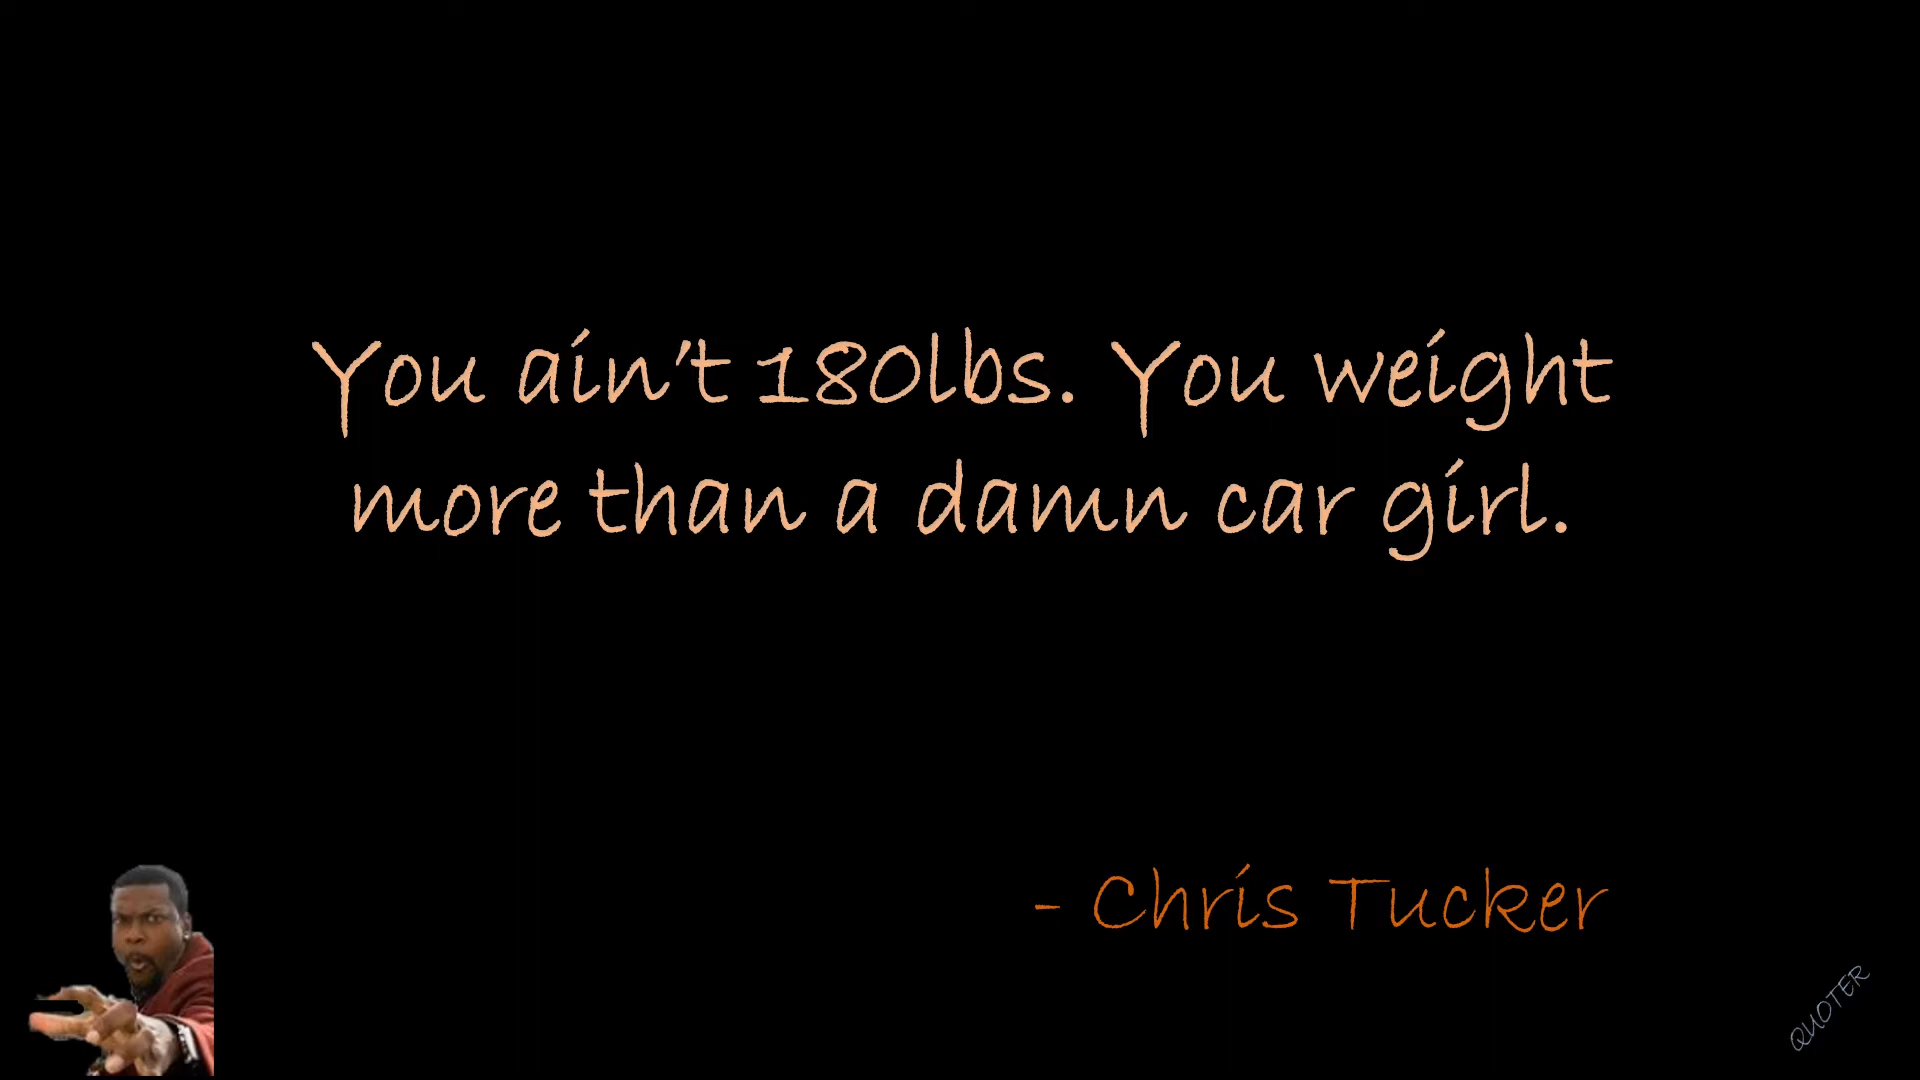 You ain't 180lbs. You weight
more than a damn car girl.
- Chris Tucker
QUOTER